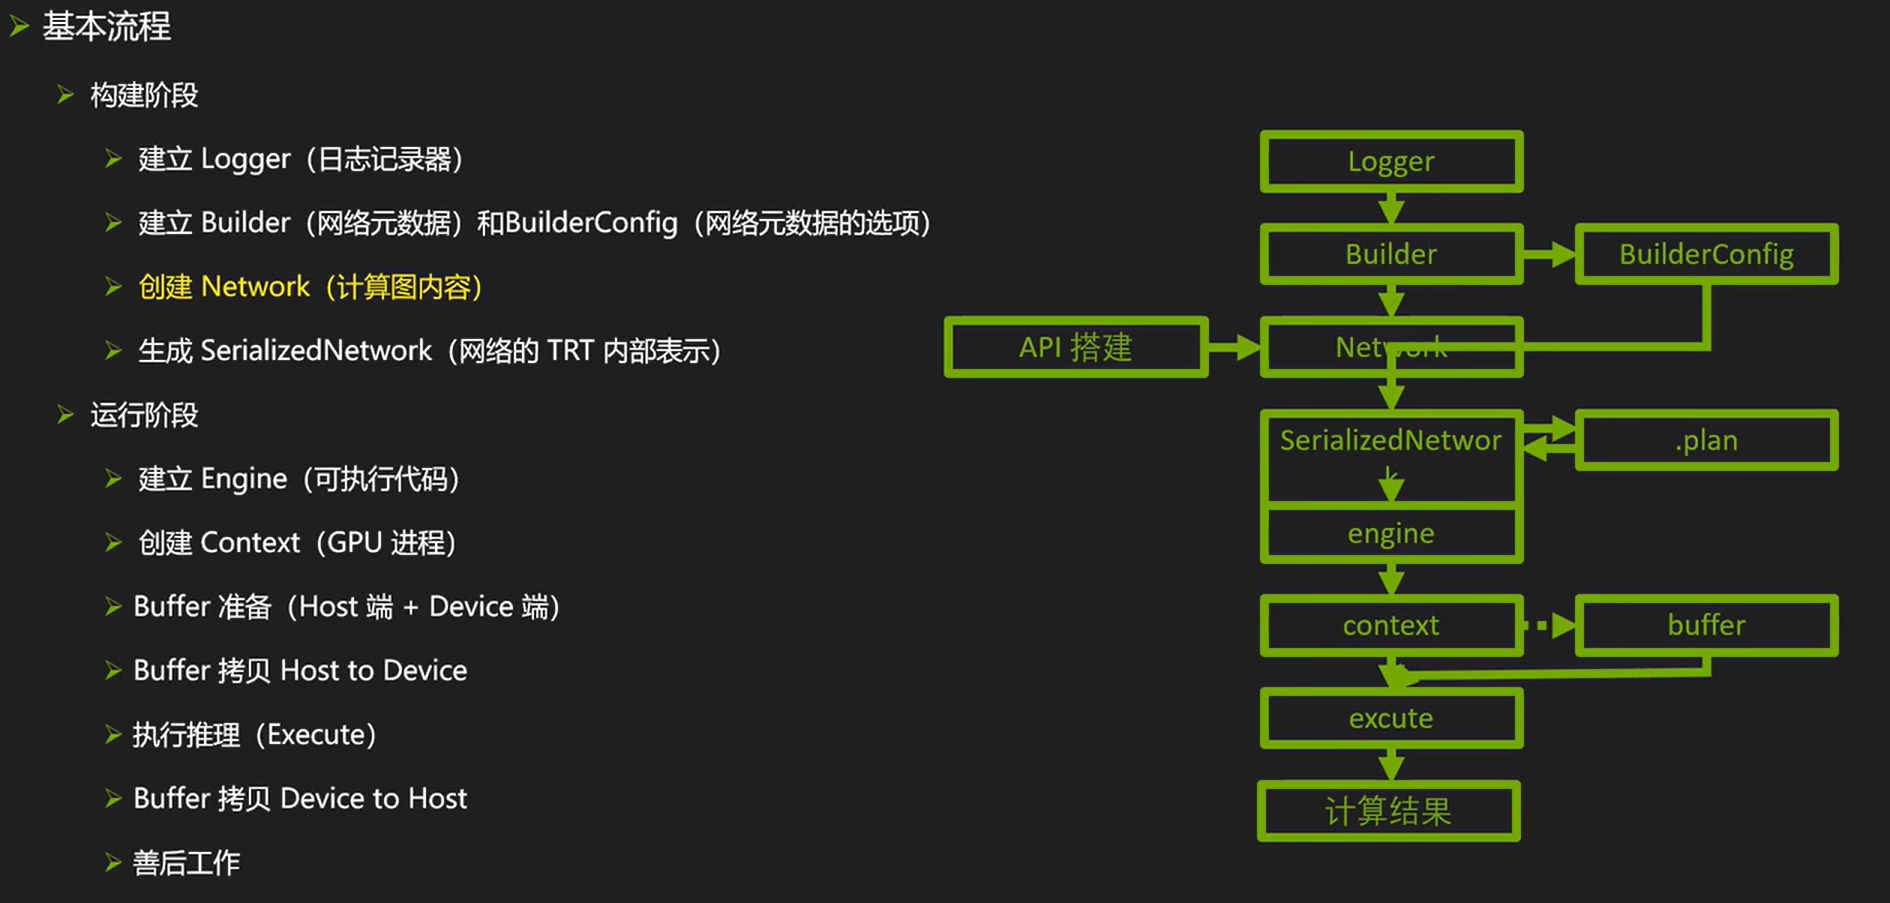 基本流程
构建阶段
建立 Logger（日志记录器）
建立 Builder（网络元数据）和BuilderConfig（网络元数据的选项）
创建 Network（计算图内容）
生成 SerializedNetwork（网络的 TRT 内部表示）
运行阶段
建立 Engine（可执行代码）
创建 Context（GPU 进程）
Buffer 准备（Host 端 + Device 端）
Buffer 拷贝 Host to Device
执行推理（Execute）
Buffer 拷贝 Device to Host
善后工作
Logger
Builder
BuilderConfig
API 搭建
Network
SerializedNetwor
k
.plan
engine
context
buffer
excute
计算结果